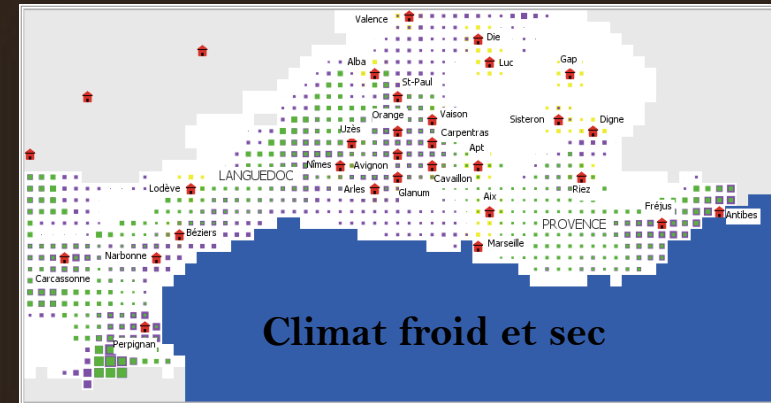 Valence
Die
Luc
Gap
Alba
St-Paul
Orange
Vaison
Sisteron
Digne
Uzès
Carpentras
Apt
Nîmes
Avignon
LANGUEDOC
Cavaillon
Riez
Lodève
Arles
Glanum
Aix
Fréjus
Antibes
PROVENCE
Béziers
Marseille
Narbonne
Carcassonne
Climat froid et sec
Perpignan